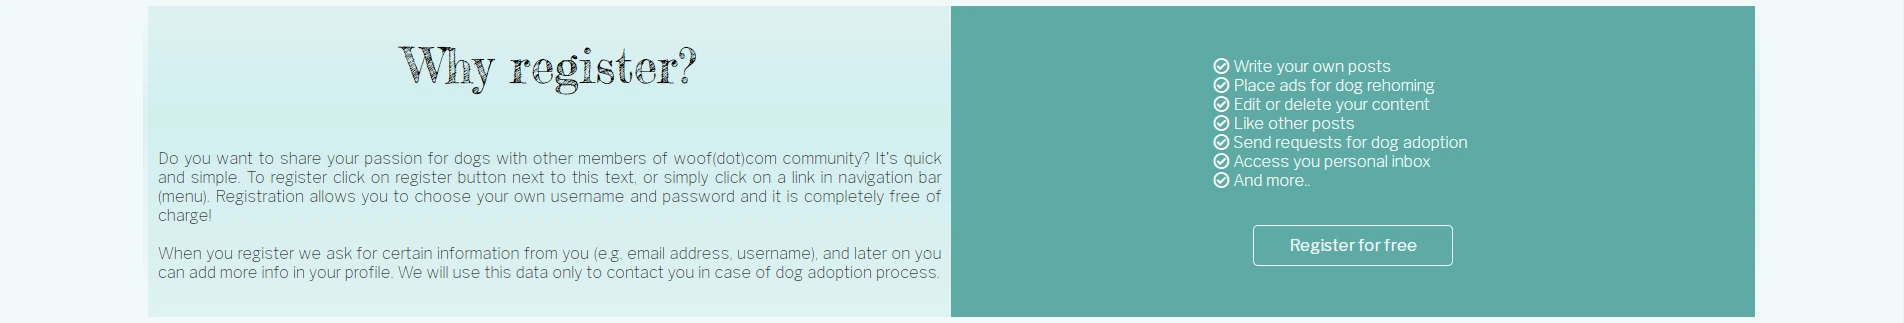 Why register?
Do you want to share your passion for dogs with other members of woof(dot)com community? It's quick
and simple. To register click on register button next to this text, or simply click on a link in navigation bar
(menu). Registration allows you to choose your own username and password and it is completely free of
charge!
When you register we ask for certain information from you (e.g. email address, username), and later on you
can add more info in your profile. We will use this data only to contact you in case of dog adoption process.
Write your own posts
Place ads for dog rehoming
Edit or delete your content
Like other posts
Send requests for dog adoption
Access you personal inbox
And more..
Register for free